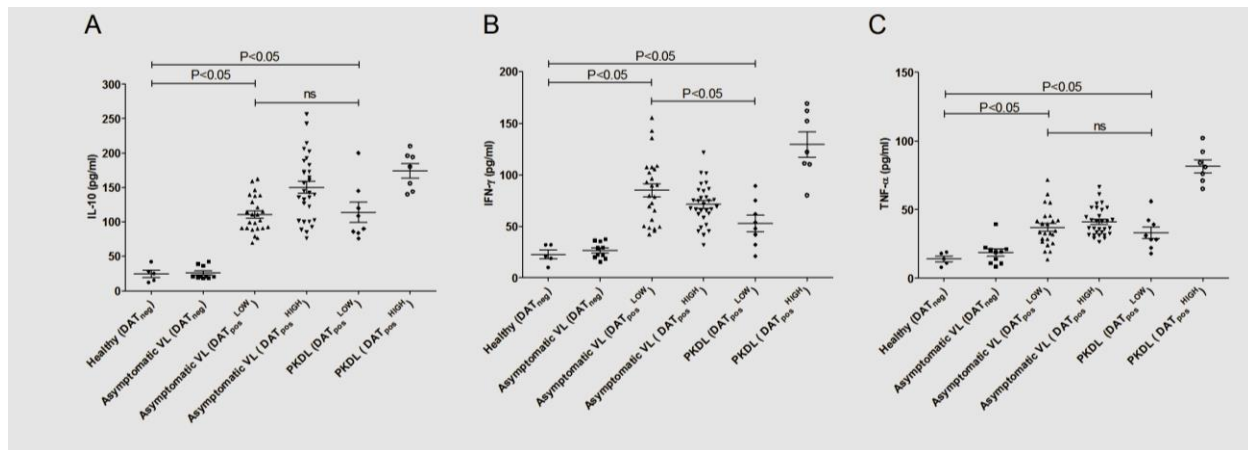 A
P<0.05
P<0.05
ns
300
250
200
150
100
50
0
IL-10 (pg/ml)
Healthy (DATneg)
Asymptomatic VL (DATneg)
Asymptomatic VL (DATpos LOW)
Asymptomatic VL ( DATpos HIGH)
PKDL (DATpos LOW)
PKDL ( DATpos HIGH)
B
P<0.05
P<0.05
P<0.05
200
150
100
50
0
IFN-γ (pg/ml)
Healthy (DATneg)
Asymptomatic VL (DATneg)
Asymptomatic VL (DATpos LOW)
Asymptomatic VL ( DATpos HIGH)
PKDL (DATpos LOW)
PKDL ( DATpos HIGH)
C
P<0.05
P<0.05
ns
150
100
50
0
TNF-α (pg/ml)
Healthy (DATneg)
Asymptomatic VL (DATneg)
Asymptomatic VL (DATpos LOW)
Asymptomatic VL ( DATpos HIGH)
PKDL (DATpos LOW)
PKDL ( DATpos HIGH)